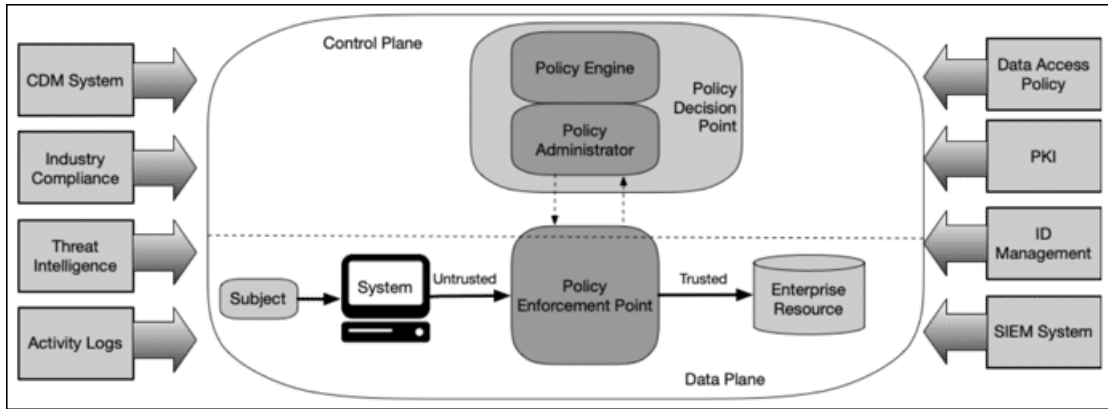 Control Plane
Policy Engine
Policy
Administrator
Policy
Decision
Point
CDM System
Industry
Compliance
Threat
Intelligence
Activity Logs
Subject
System
Untrusted
Policy
Enforcement Point
Trusted
Enterprise
Resource
Data Plane
Data Access
Policy
PKI
ID
Management
SIEM System